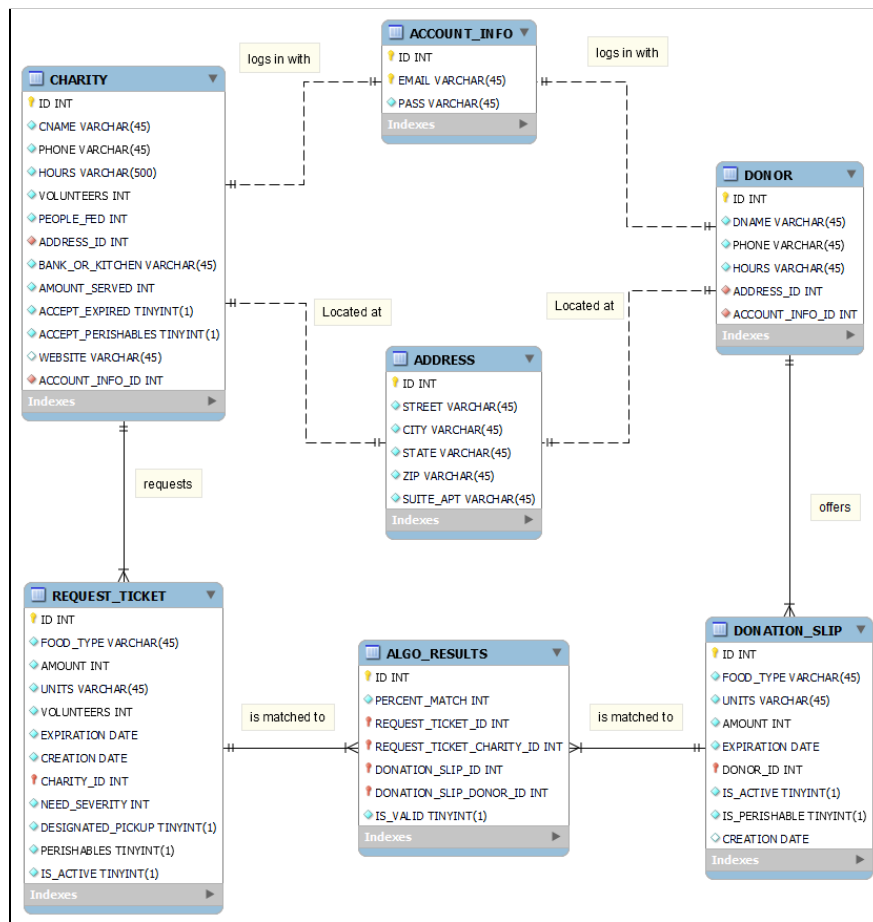 ACCOUNT_INFO
ID INT
EMAIL VARCHAR(45)
PASS VARCHAR(45)
Indexes
logs in with
logs in with
CHARITY
ID INT
CNAME VARCHAR(45)
PHONE VARCHAR(45)
HOURS VARCHAR(500)
VOLUNTEERS INT
PEOPLE_FED INT
ADDRESS_ID INT
BANK_OR_KITCHEN VARCHAR(45)
AMOUNT_SERVED INT
ACCEPT_EXPIRED TINYINT(1)
ACCEPT_PERISHABLES TINYINT(1)
WEBSITE VARCHAR(45)
ACCOUNT_INFO_ID INT
Indexes
DONOR
ID INT
DNAME VARCHAR(45)
PHONE VARCHAR(45)
HOURS VARCHAR(45)
ADDRESS_ID INT
ACCOUNT_INFO_ID INT
Indexes
Located at
Located at
ADDRESS
ID INT
STREET VARCHAR(45)
CITY VARCHAR(45)
STATE VARCHAR(45)
ZIP VARCHAR(45)
SUITE_APT VARCHAR(45)
Indexes
requests
offers
REQUEST_TICKET
ID INT
FOOD_TYPE VARCHAR(45)
AMOUNT INT
UNITS VARCHAR(45)
VOLUNTEERS INT
EXPIRATION DATE
CREATION DATE
CHARITY_ID INT
NEED_SEVERITY INT
DESIGNATED_PICKUP TINYINT(1)
PERISHABLES TINYINT(1)
IS_ACTIVE TINYINT(1)
Indexes
is matched to
ALGO_RESULTS
ID INT
PERCENT_MATCH INT
REQUEST_TICKET_ID INT
REQUEST_TICKET_CHARITY_ID INT
DONATION_SLIP_ID INT
DONATION_SLIP_DONOR_ID INT
IS_VALID TINYINT(1)
Indexes
is matched to
DONATION_SLIP
ID INT
FOOD_TYPE VARCHAR(45)
UNITS VARCHAR(45)
AMOUNT INT
EXPIRATION DATE
DONOR_ID INT
IS_ACTIVE TINYINT(1)
IS_PERISHABLE TINYINT(1)
CREATION DATE
Indexes